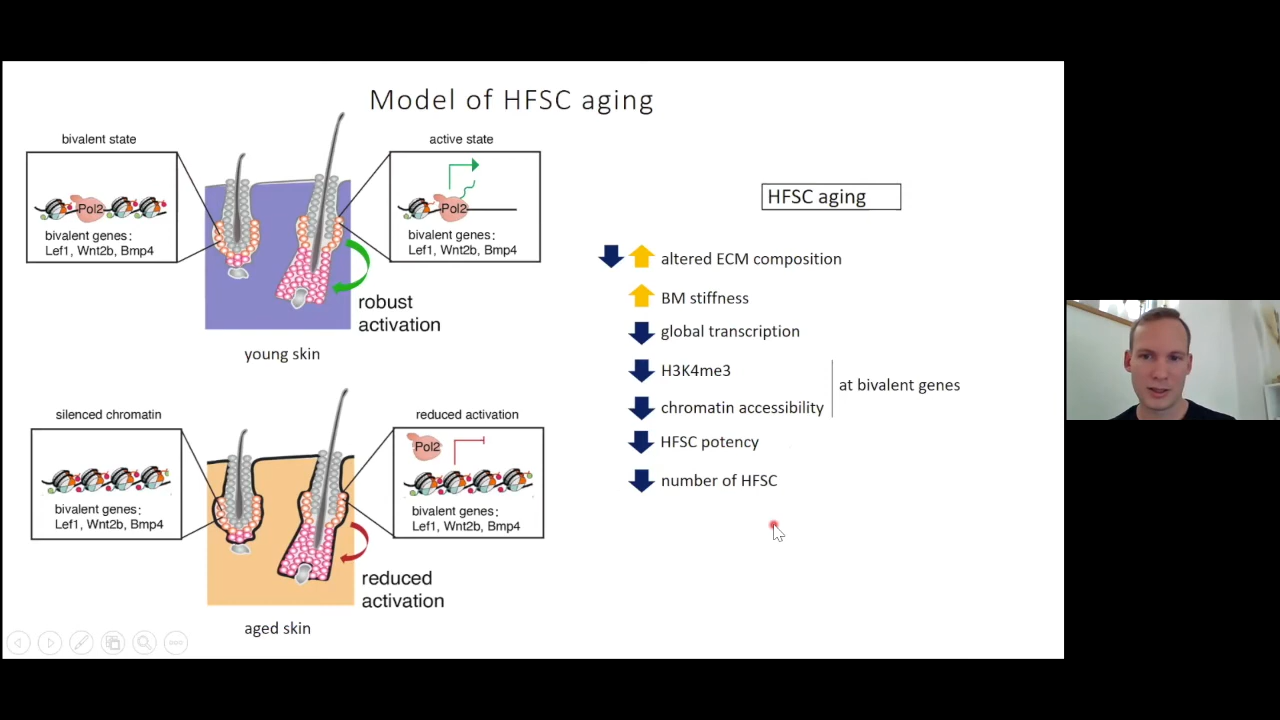 Model of HFSC aging
bivalent state
Pol2
bivalent genes:
Lef1, Wnt2b, Bmp4
active state
Pol2
bivalent genes:
Lef1, Wnt2b, Bmp4
robust
activation
young skin
silenced chromatin
bivalent genes:
Lef1, Wnt2b, Bmp4
reduced activation
Pol2
bivalent genes:
Lef1, Wnt2b, Bmp4
reduced
activation
aged skin
HFSC aging
altered ECM composition
BM stiffness
global transcription
H3K4me3
chromatin accessibility
at bivalent genes
HFSC potency
number of HFSC